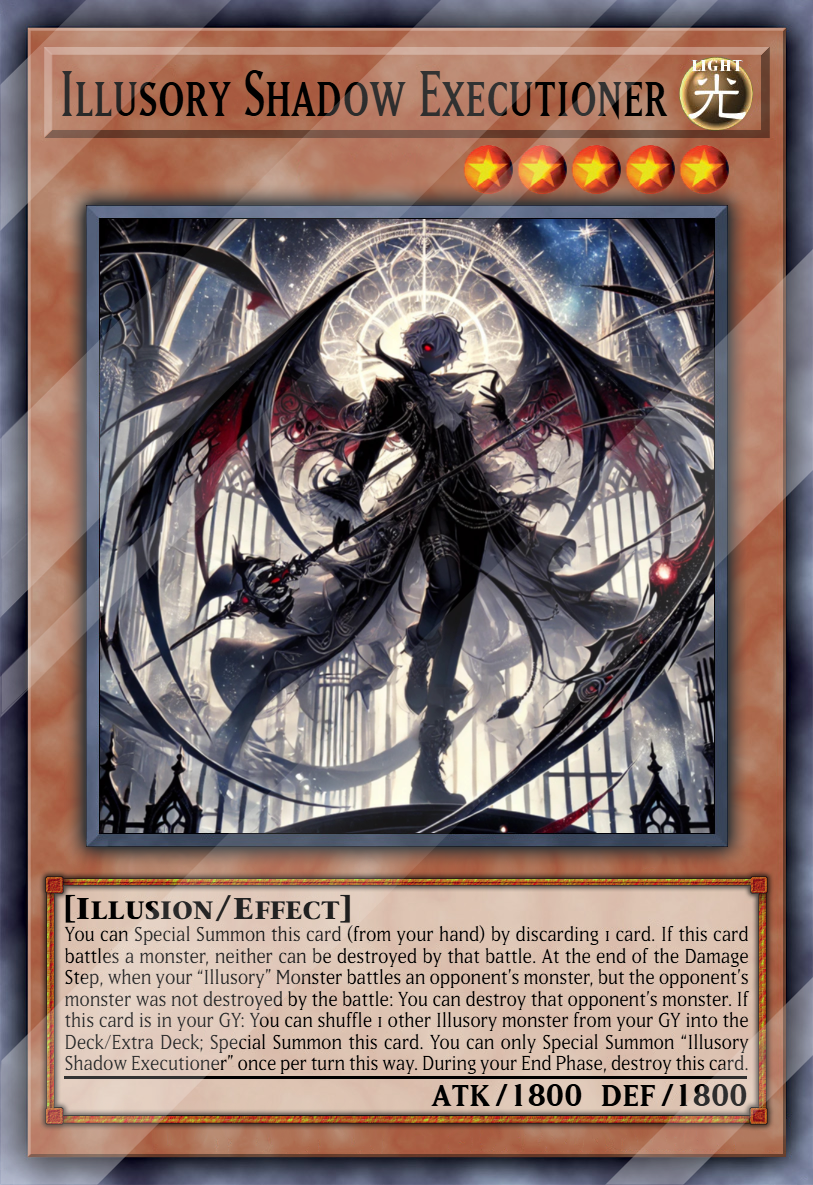 Illusory Shadow Executioner
LIGHT
光
[Illusion/Effect]
You can Special Summon this card (from your hand) by discarding 1 card. If this card
battles a monster, neither can be destroyed by that battle. At the end of the Damage
Step, when your “Illusory” Monster battles an opponent’s monster, but the opponent’s
monster was not destroyed by the battle: You can destroy that opponent’s monster. If
this card is in your GY: You can shuffle 1 other Illusory monster from your GY into the
Deck/Extra Deck; Special Summon this card. You can only Special Summon “Illusory
Shadow Executioner” once per turn this way. During your End Phase, destroy this card.
ATK/1800 DEF/1800